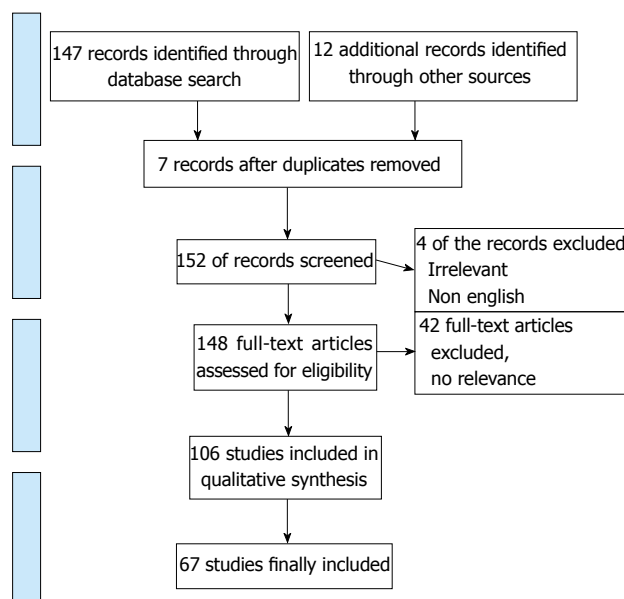 147 records identified through
database search
12 additional records identified
through other sources
7 records after duplicates removed
152 of records screened
4 of the records excluded
Irrelevant
Non english
148 full-text articles
assessed for eligibility
42 full-text articles
excluded,
no relevance
106 studies included in
qualitative synthesis
67 studies finally included